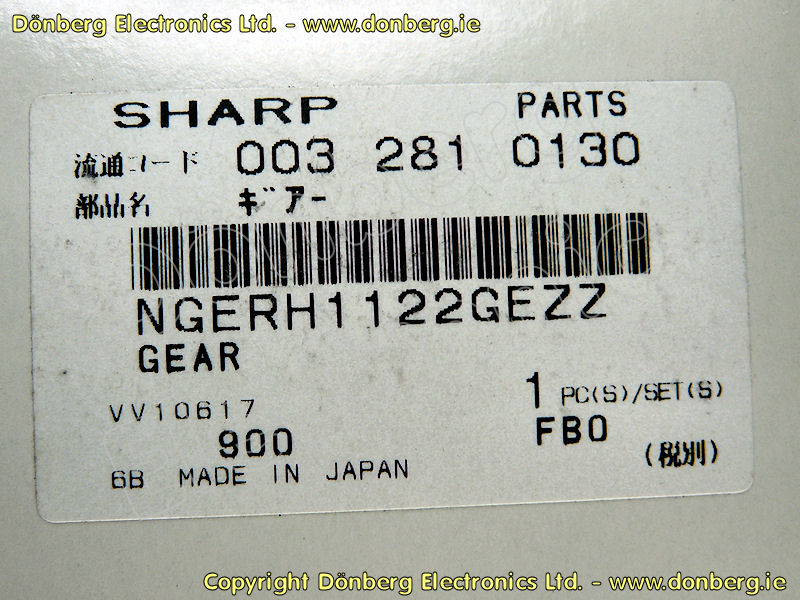 Dönberg Electronics Ltd. - www.donberg.ie
SHARP PARTS
流通コード 003 281 0130
部品名 ギアー
NGERH1122GEZZ
GEAR
VV10617 1 PC(S)/SET(S)
900 FB0
6B MADE IN JAPAN (税別)
Copyright Dönberg Electronics Ltd. - www.donberg.ie